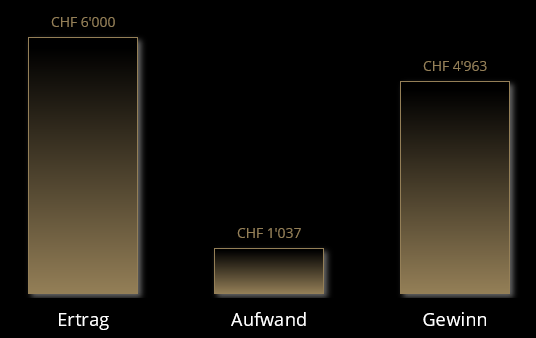 CHF 6'000
CHF 4'963
CHF 1'037
Ertrag
Aufwand
Gewinn